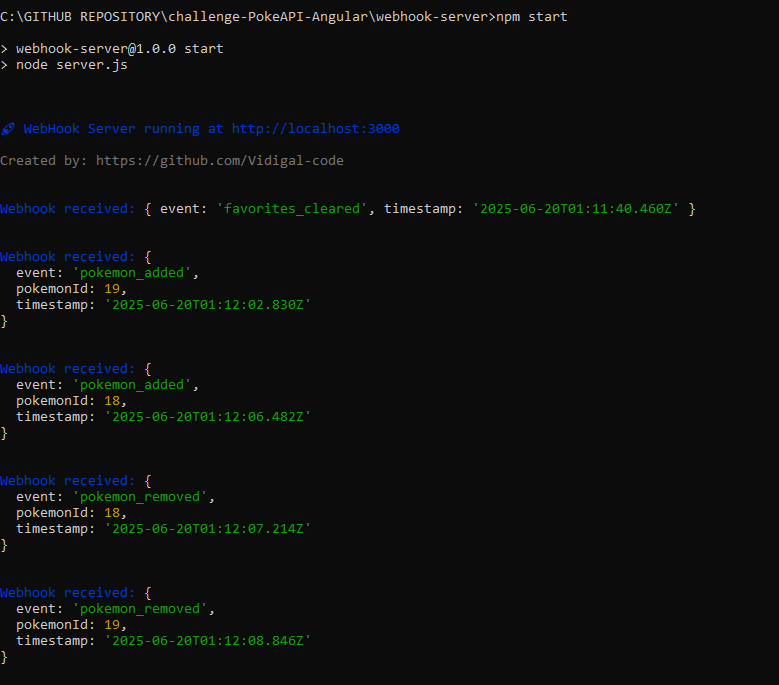 C:\GITHUB REPOSITORY\challenge-PokeAPI-Angular\webhook-server>npm start
> webhook-server@1.0.0 start
> node server.js
🚀 WebHook Server running at http://localhost:3000
Created by: https://github.com/Vidigal-code
Webhook received: { event: 'favorites_cleared', timestamp: '2025-06-20T01:11:40.460Z' }
Webhook received: {
  event: 'pokemon_added',
  pokemonId: 19,
  timestamp: '2025-06-20T01:12:02.830Z'
}
Webhook received: {
  event: 'pokemon_added',
  pokemonId: 18,
  timestamp: '2025-06-20T01:12:06.482Z'
}
Webhook received: {
  event: 'pokemon_removed',
  pokemonId: 18,
  timestamp: '2025-06-20T01:12:07.214Z'
}
Webhook received: {
  event: 'pokemon_removed',
  pokemonId: 19,
  timestamp: '2025-06-20T01:12:08.846Z'
}